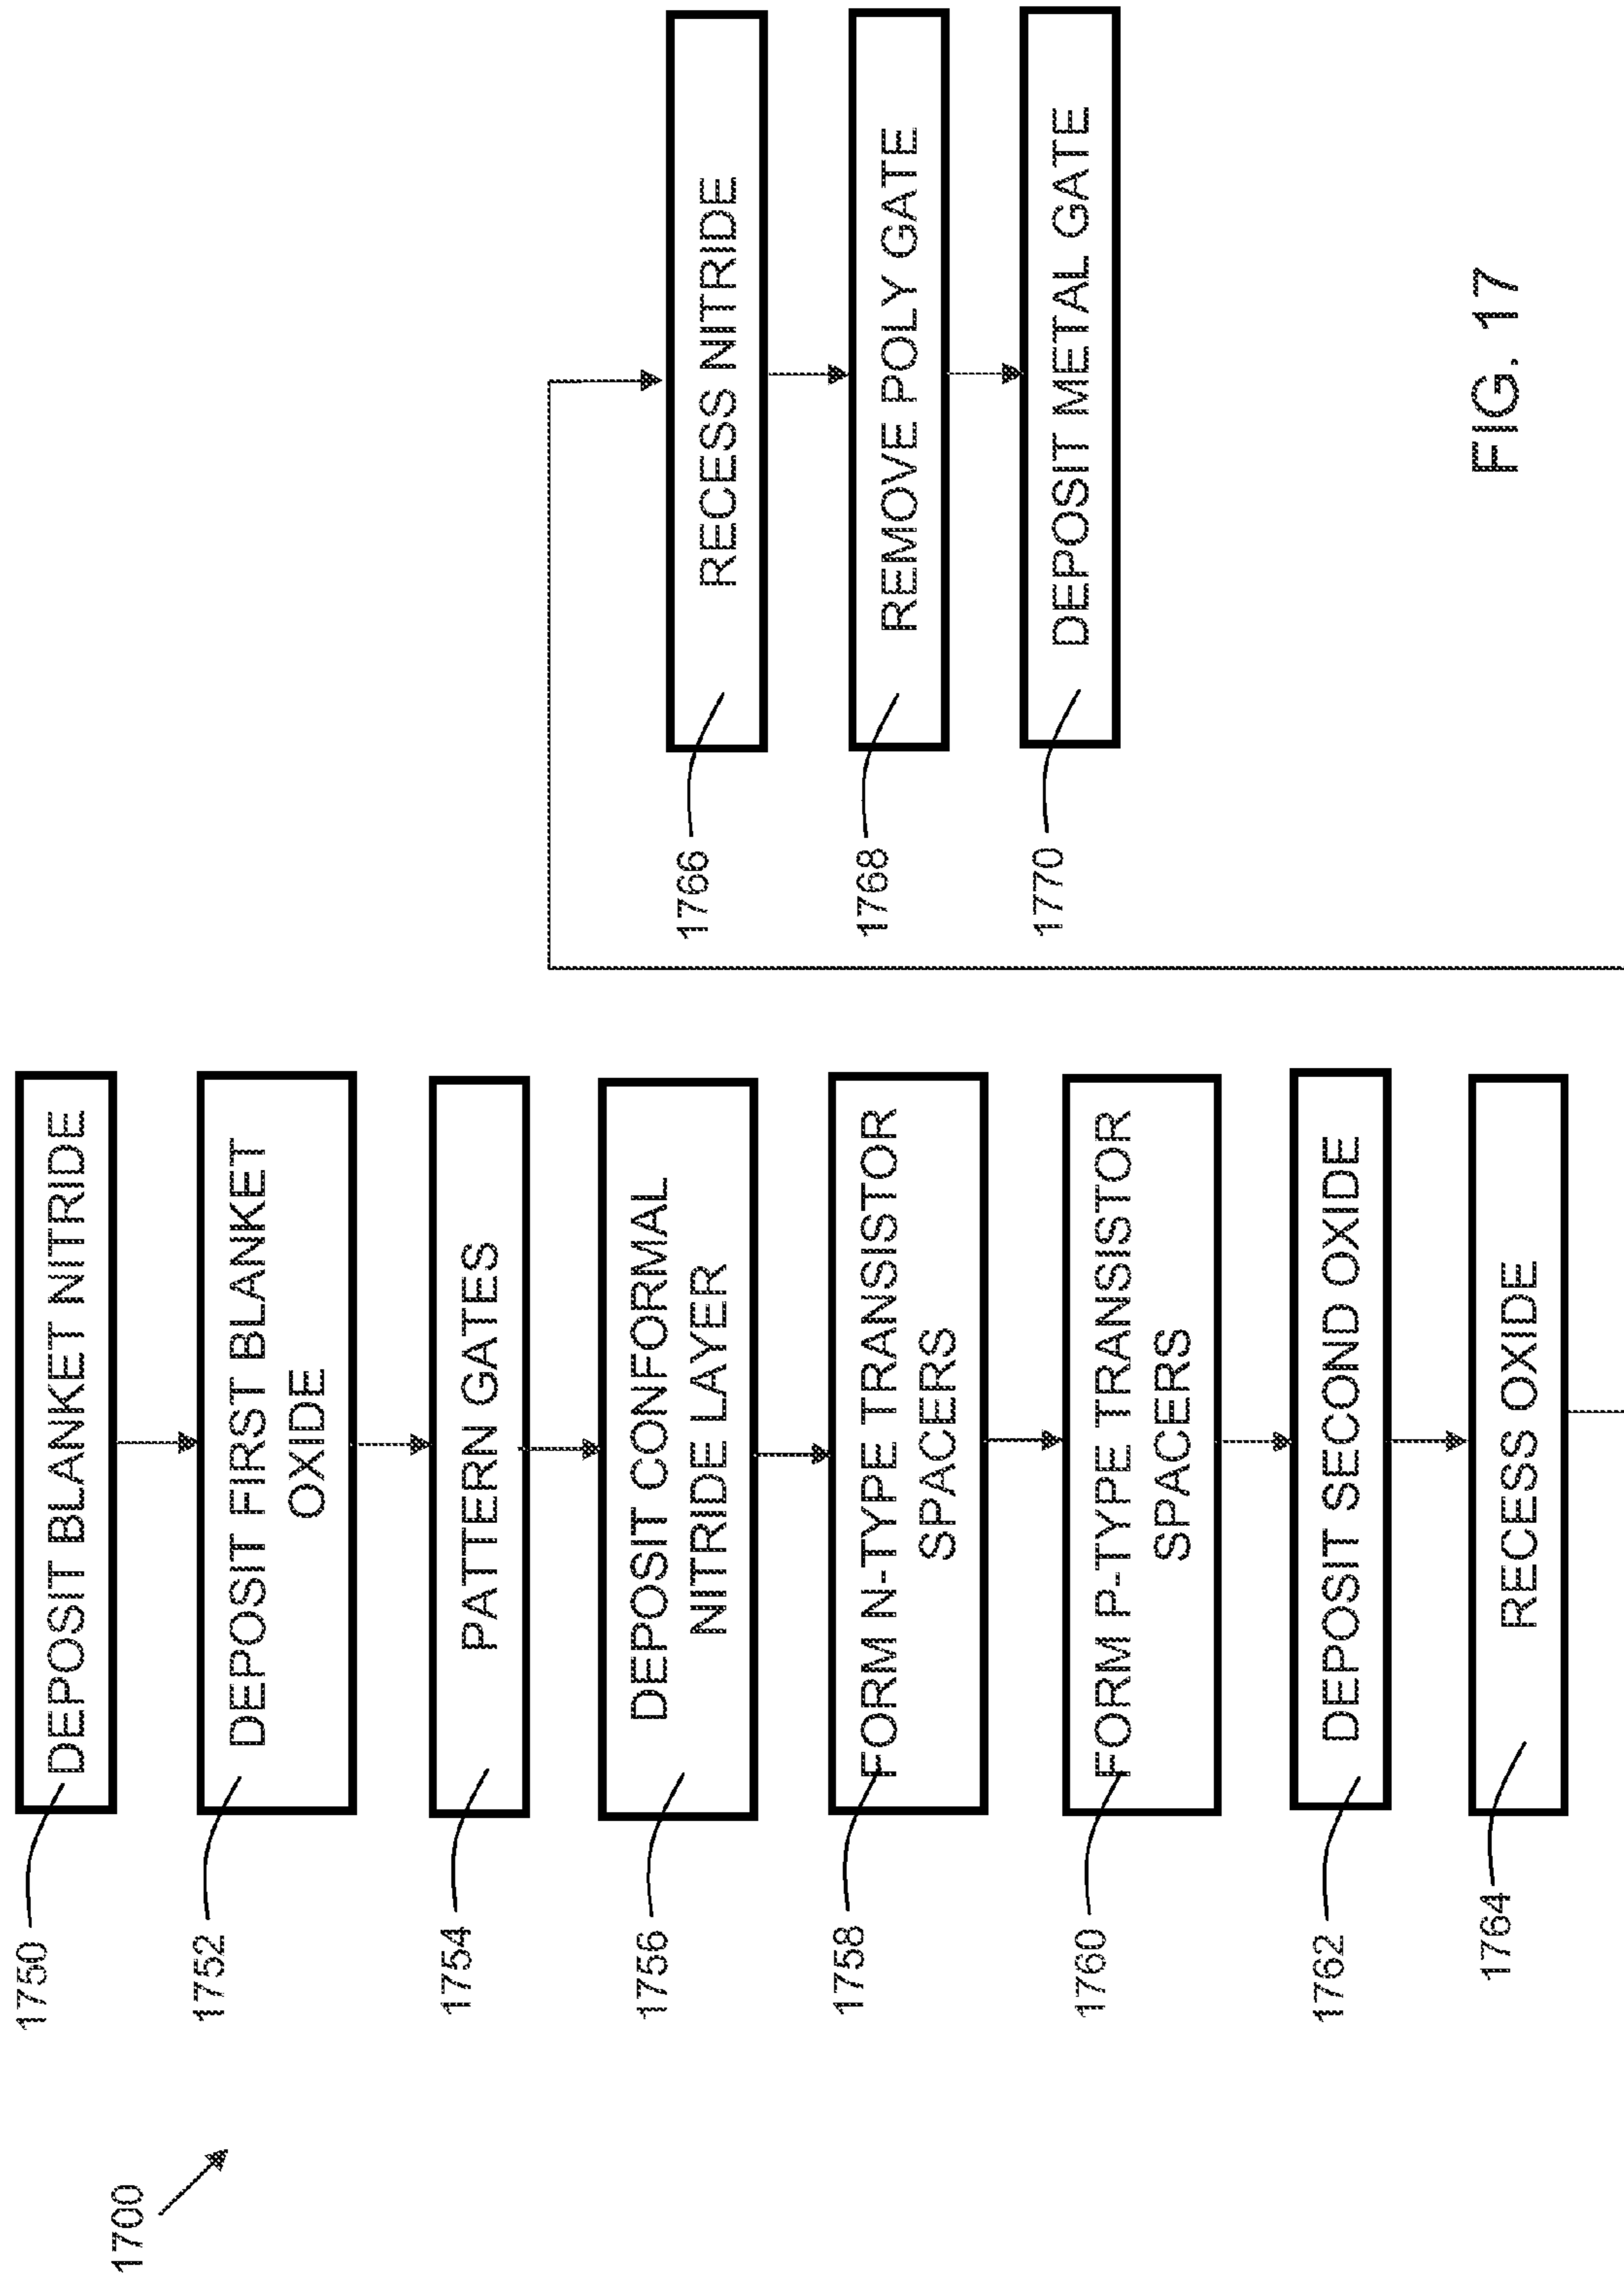 1700
1750
DEPOSIT BLANKET NITRIDE
1752
DEPOSIT FIRST BLANKET
OXIDE
1754
PATTERN GATES
1756
DEPOSIT CONFORMAL
NITRIDE LAYER
1758
FORM N-TYPE TRANSISTOR
SPACERS
1760
FORM P-TYPE TRANSISTOR
SPACERS
1762
DEPOSIT SECOND OXIDE
1764
RECESS OXIDE
1766
RECESS NITRIDE
1768
REMOVE POLY GATE
1770
DEPOSIT METAL GATE
FIG. 17